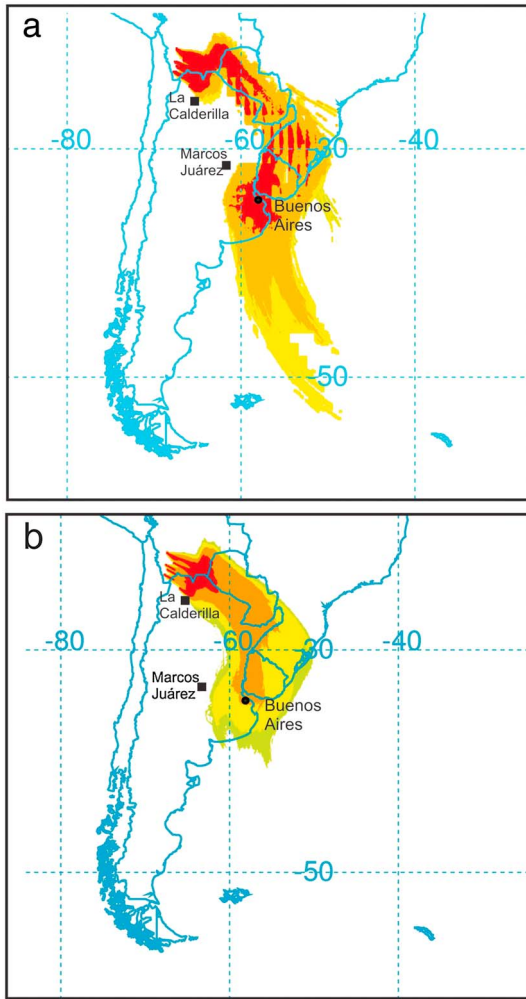 a
La
Calderilla
-80
-60
-40
Marcos
Juárez
-30
Buenos
Aires
-50
b
La
Calderilla
-80
-60
-40
-30
Marcos
Juárez
Buenos
Aires
-50